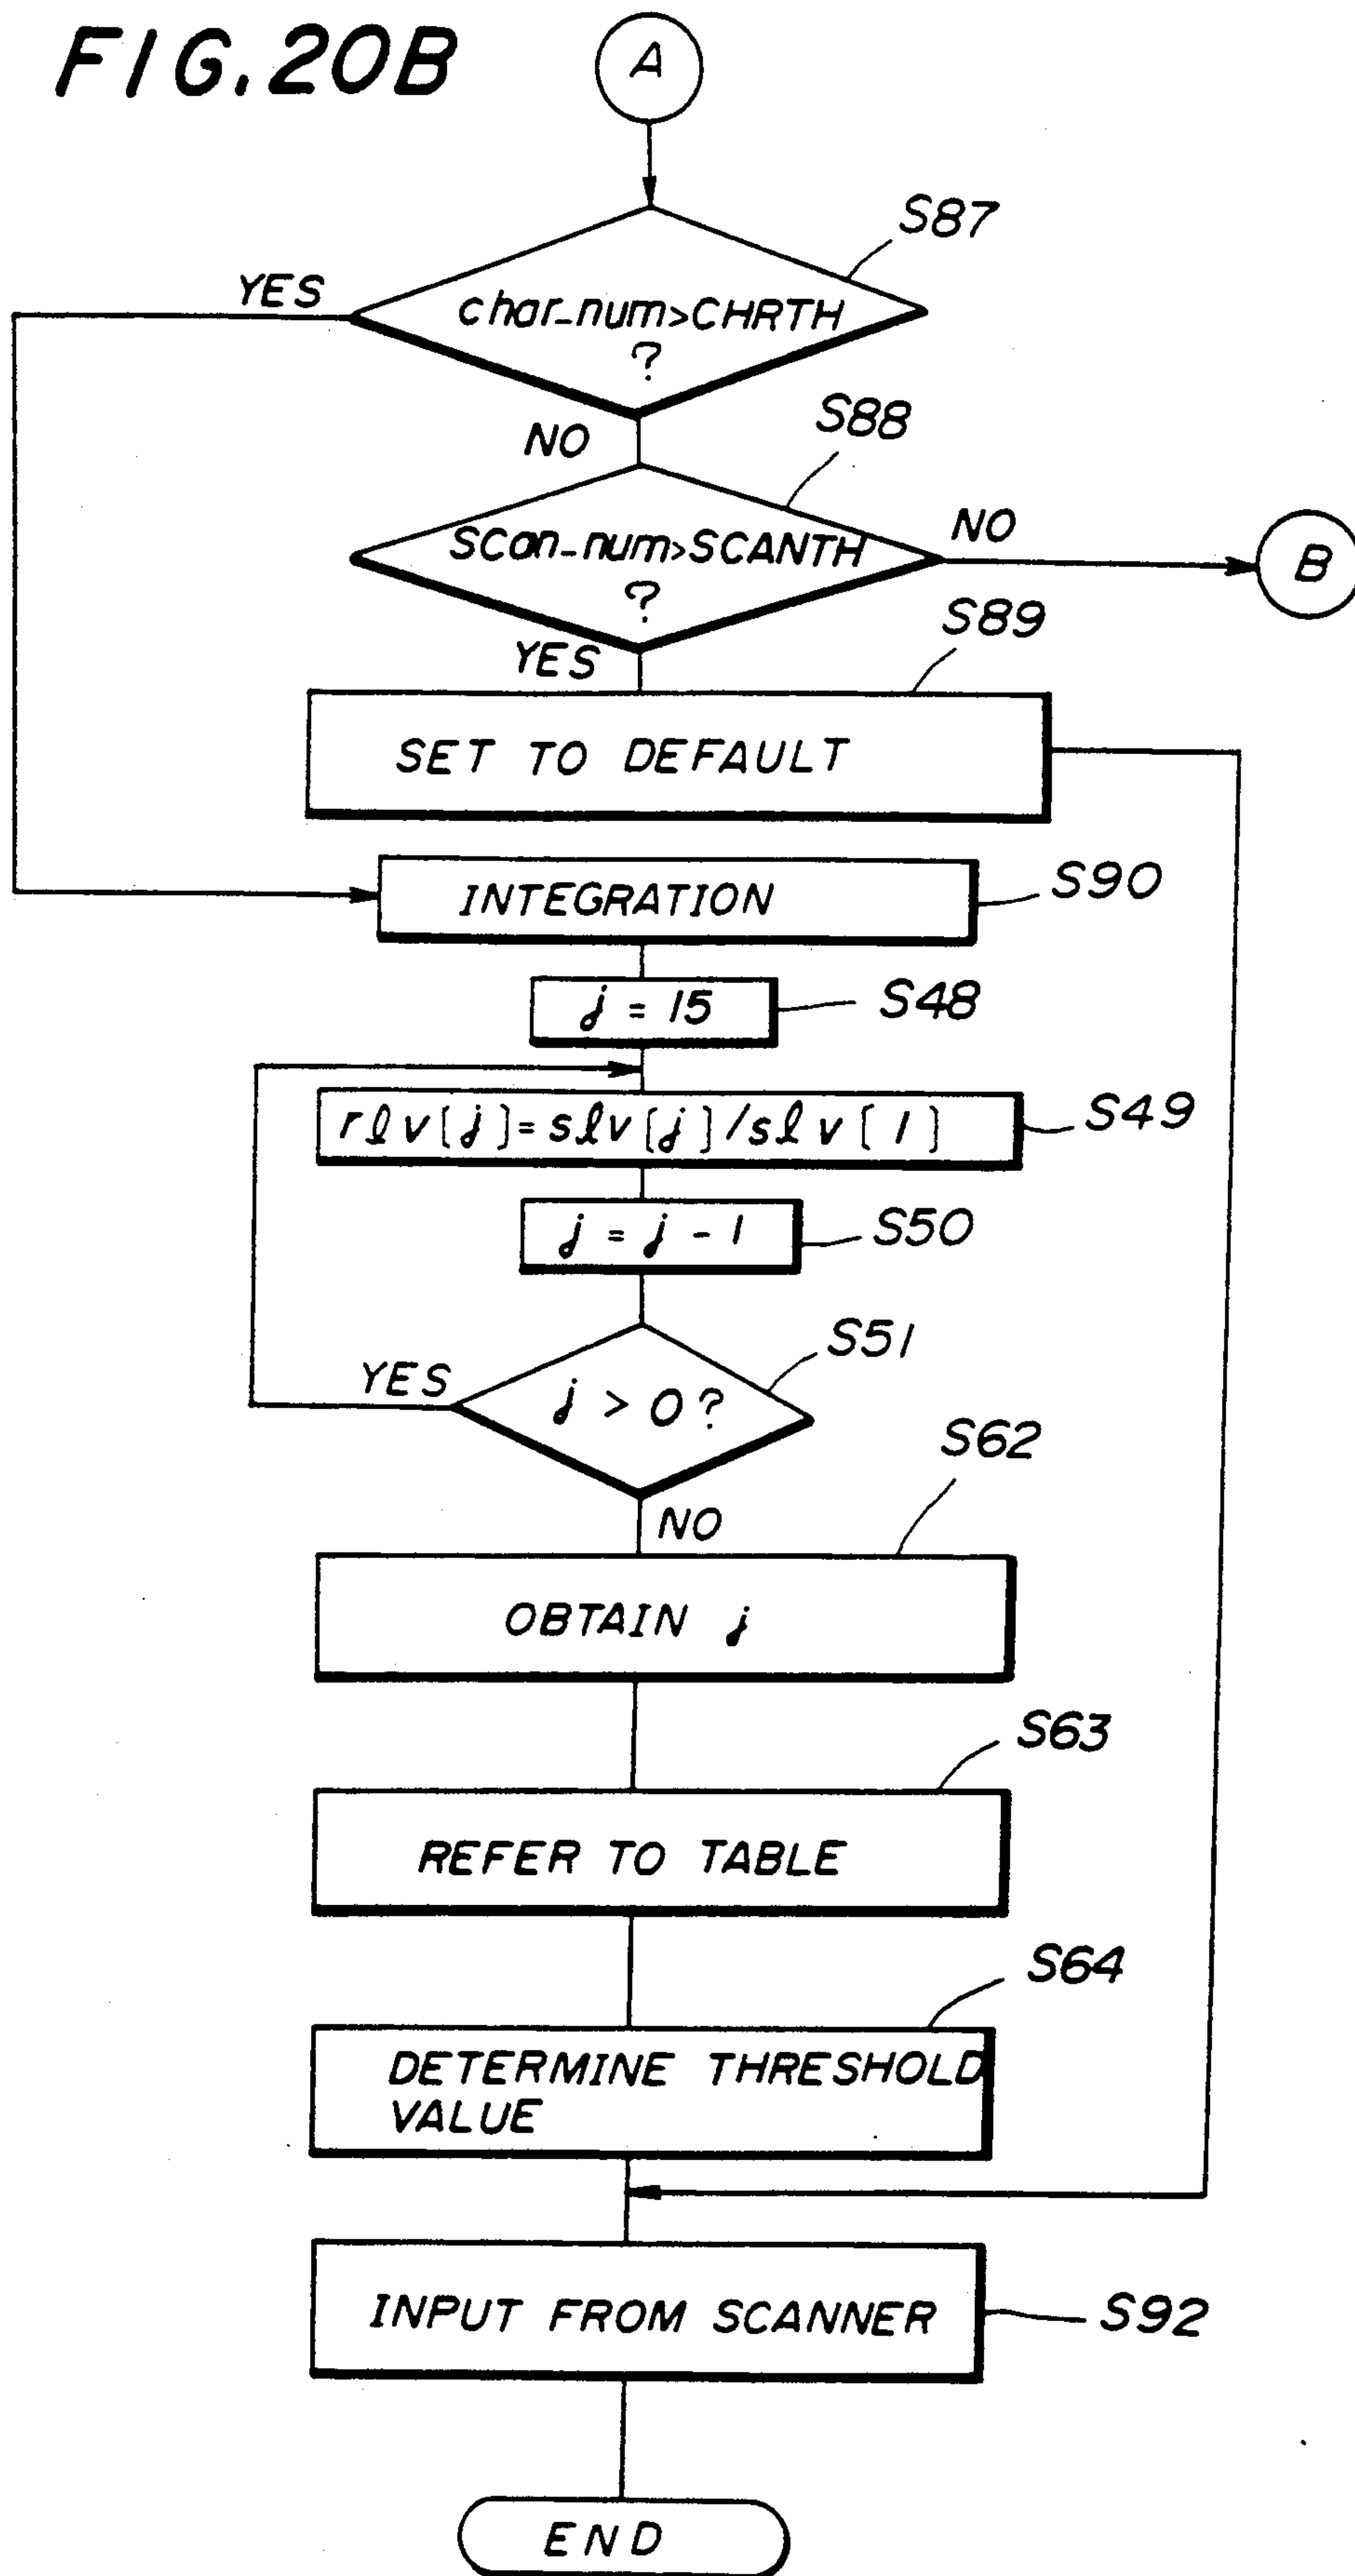 FIG. 20B
A
S87
YES
char_num>CHRTH
?
S88
NO
SCan_num>SCANTH
?
NO
B
S89
YES
SET TO DEFAULT
INTEGRATION
S90
j = 15
S48
rlv[j]=slv[j]/slv[1]
S49
j = j - 1
S50
S51
YES
j > 0?
S62
NO
OBTAIN j
S63
REFER TO TABLE
S64
DETERMINE THRESHOLD
VALUE
INPUT FROM SCANNER
S92
END